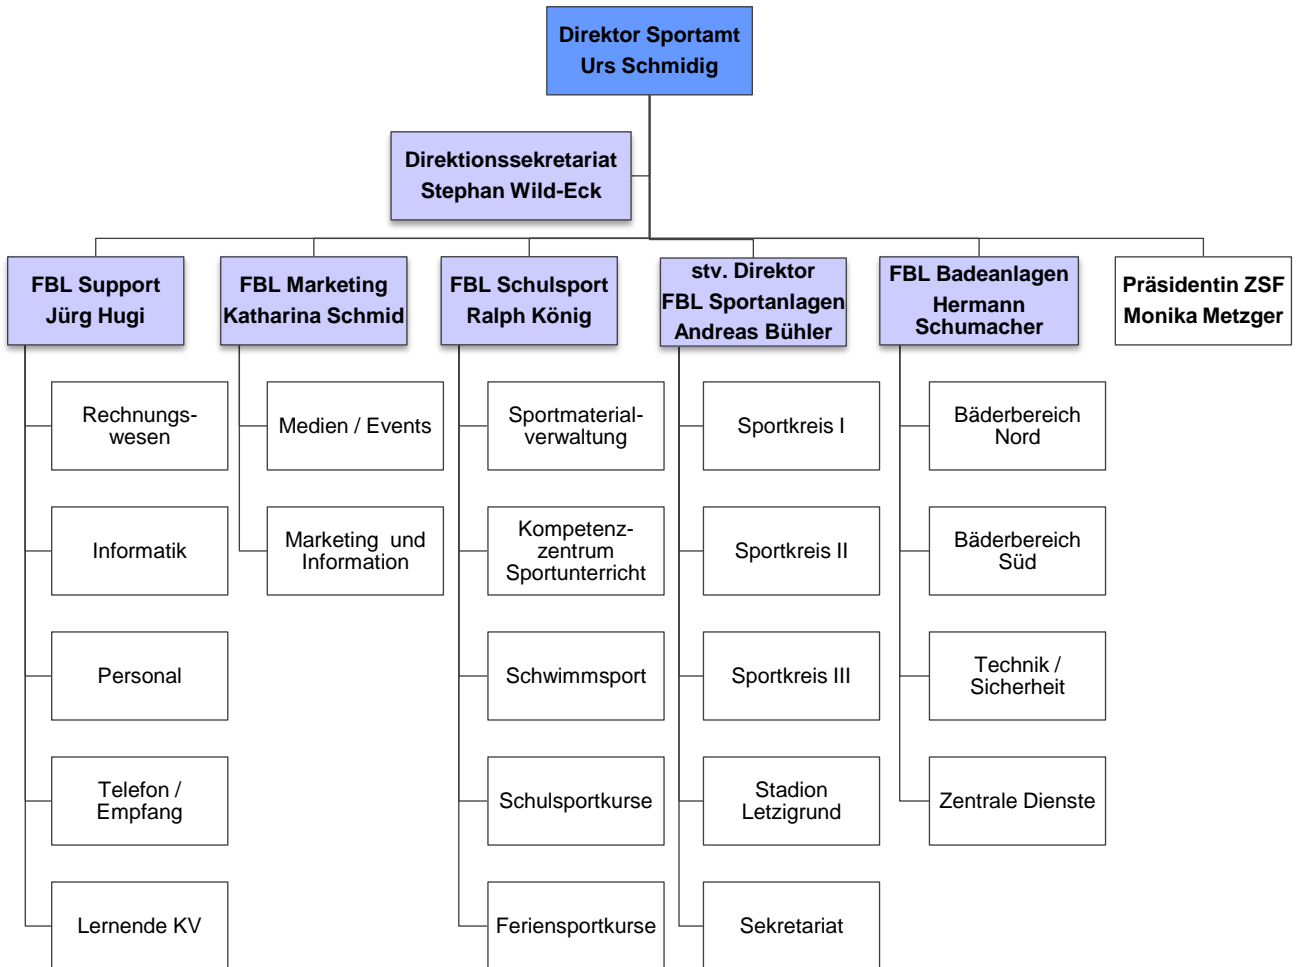 Direktor Sportamt
Urs Schmidig
Direktionssekretariat
Stephan Wild-Eck
FBL Support
Jürg Hugi
FBL Marketing
Katharina Schmid
FBL Schulsport
Ralph König
stv. Direktor
FBL Sportanlagen
Andreas Bühler
FBL Badeanlagen
Hermann
Schumacher
Präsidentin ZSF
Monika Metzger
Rechnungs-
wesen
Informatik
Personal
Telefon /
Empfang
Lernende KV
Medien / Events
Marketing und
Information
Sportmaterial-
verwaltung
Kompetenz-
zentrum
Sportunterricht
Schwimmsport
Schulsportkurse
Feriensportkurse
Sportkreis I
Sportkreis II
Sportkreis III
Stadion
Letzigrund
Sekretariat
Bäderbereich
Nord
Bäderbereich
Süd
Technik /
Sicherheit
Zentrale Dienste